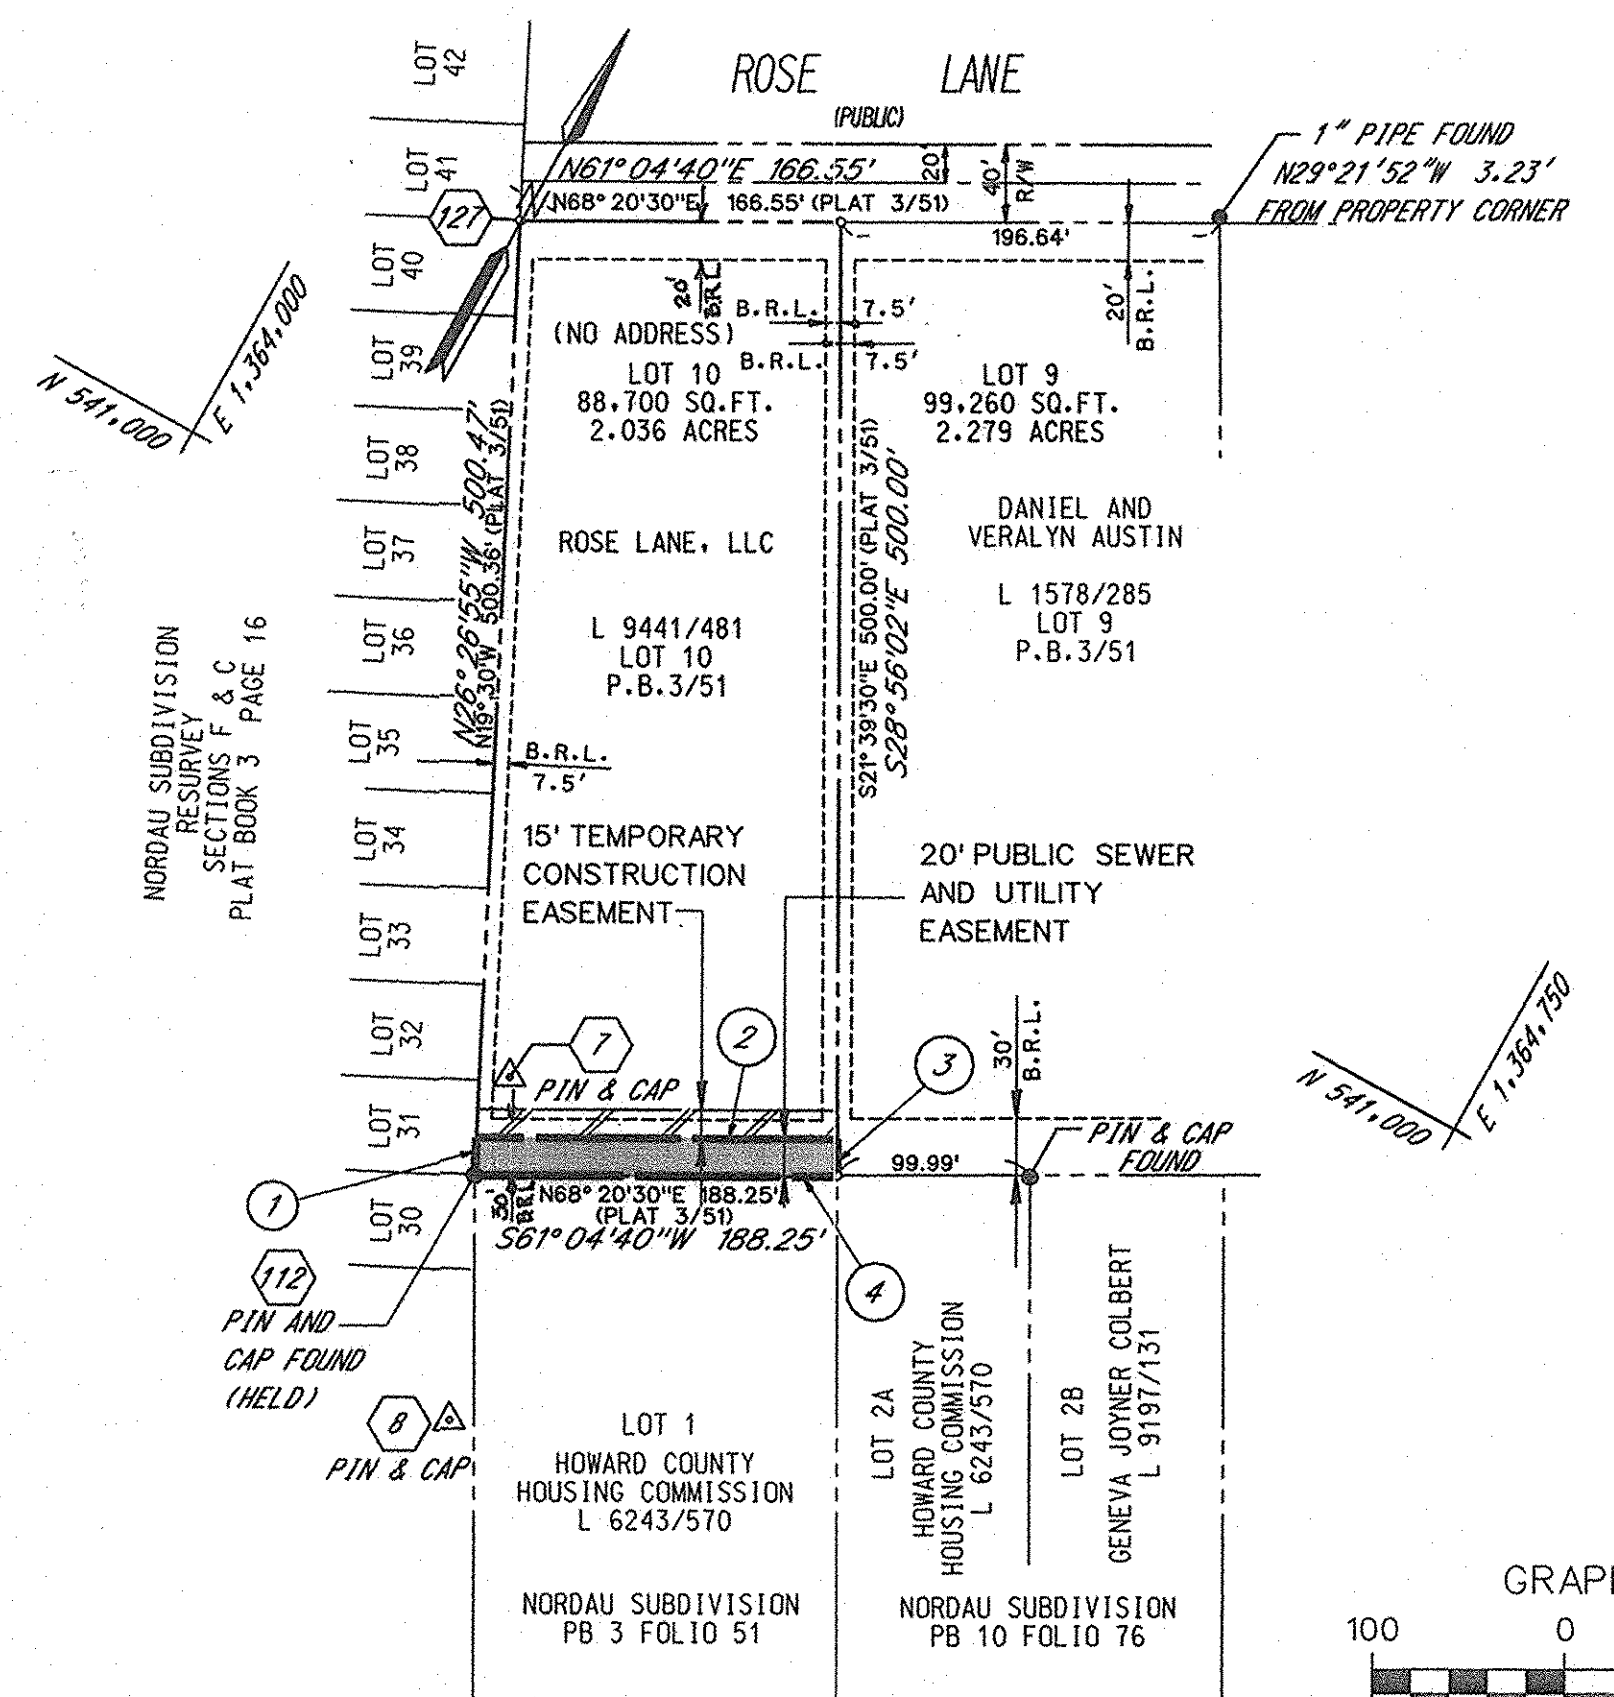 LOT
42
ROSE LANE
(PUBLIC)
1" PIPE FOUND
N29°21'52"W 3.23'
FROM PROPERTY CORNER
LOT
41
N61°04'40"E 166.55'
20'
40'
R/W
N68°20'30"E 166.55' (PLAT 3/51)
127
196.64'
LOT
40
20'
B.R.L.
B.R.L. 7.5'
20'
B.R.L.
(NO ADDRESS)
B.R.L. 7.5'
LOT
39
N 541,000
E 1,364,000
LOT 10
88,700 SQ.FT.
2.036 ACRES
LOT 9
99,260 SQ.FT.
2.279 ACRES
LOT
38
N26°26'55"W 500.47'
N19°30'W 500.36' (PLAT 3/51)
S21°39'30"E 500.00' (PLAT 3/51)
S28°56'02"E 500.00'
LOT
37
ROSE LANE, LLC
DANIEL AND
VERALYN AUSTIN
LOT
36
L 9441/481
LOT 10
P.B.3/51
L 1578/285
LOT 9
P.B.3/51
NORDAU SUBDIVISION
RESURVEY
SECTIONS F & C
PLAT BOOK 3 PAGE 16
LOT
35
B.R.L.
7.5'
LOT
34
15' TEMPORARY
CONSTRUCTION
EASEMENT
20' PUBLIC SEWER
AND UTILITY
EASEMENT
LOT
33
LOT
32
7
2
3
30'
B.R.L.
PIN & CAP
N 541,000
E 1,364,750
LOT
31
PIN & CAP
FOUND
99.99'
1
LOT
30
30'
BRL
N68°20'30"E 188.25'
(PLAT 3/51)
S61°04'40"W 188.25'
112
4
PIN AND
CAP FOUND
(HELD)
8
PIN & CAP
LOT 1
HOWARD COUNTY
HOUSING COMMISSION
L 6243/570
LOT 2A
HOWARD COUNTY
HOUSING COMMISSION
L 6243/570
LOT 2B
GENEVA JOYNER COLBERT
L 9197/131
NORDAU SUBDIVISION
PB 3 FOLIO 51
NORDAU SUBDIVISION
PB 10 FOLIO 76
GRAPH
100 0